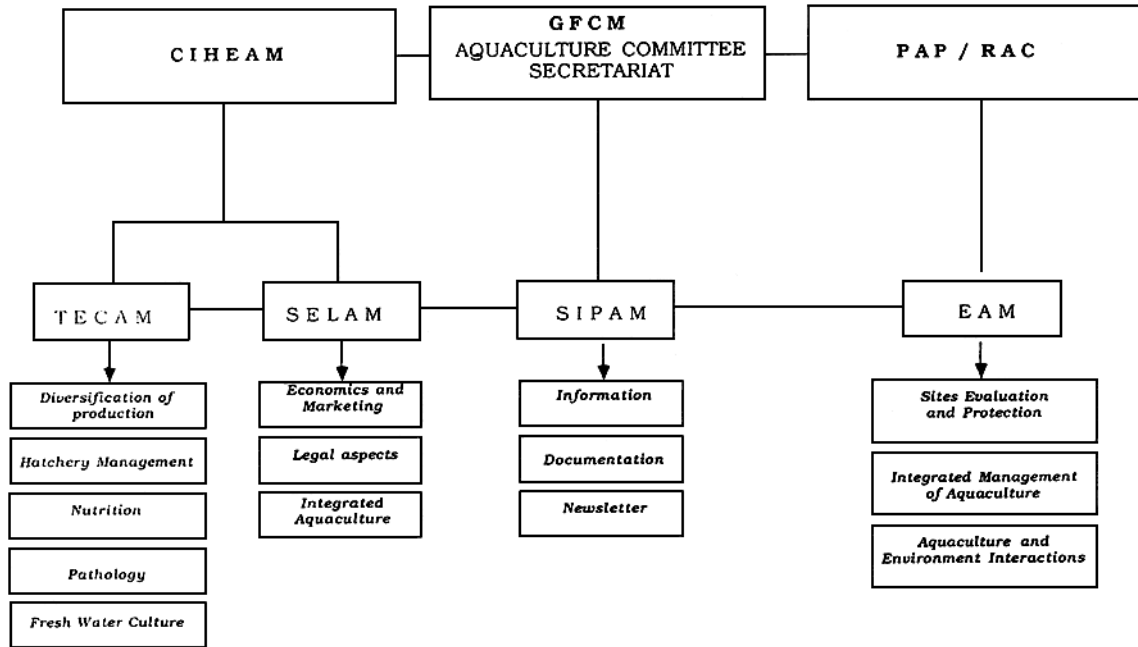 CIHEAM
GFCM
AQUACULTURE COMMITTEE
SECRETARIAT
PAP / RAC
TECAM
SELAM
SIPAM
EAM
Diversification of
production
Hatchery Management
Nutrition
Pathology
Fresh Water Culture
Economics and
Marketing
Legal aspects
Integrated
Aquaculture
Information
Documentation
Newsletter
Sites Evaluation
and Protection
Integrated Management
of Aquaculture
Aquaculture and
Environment Interactions